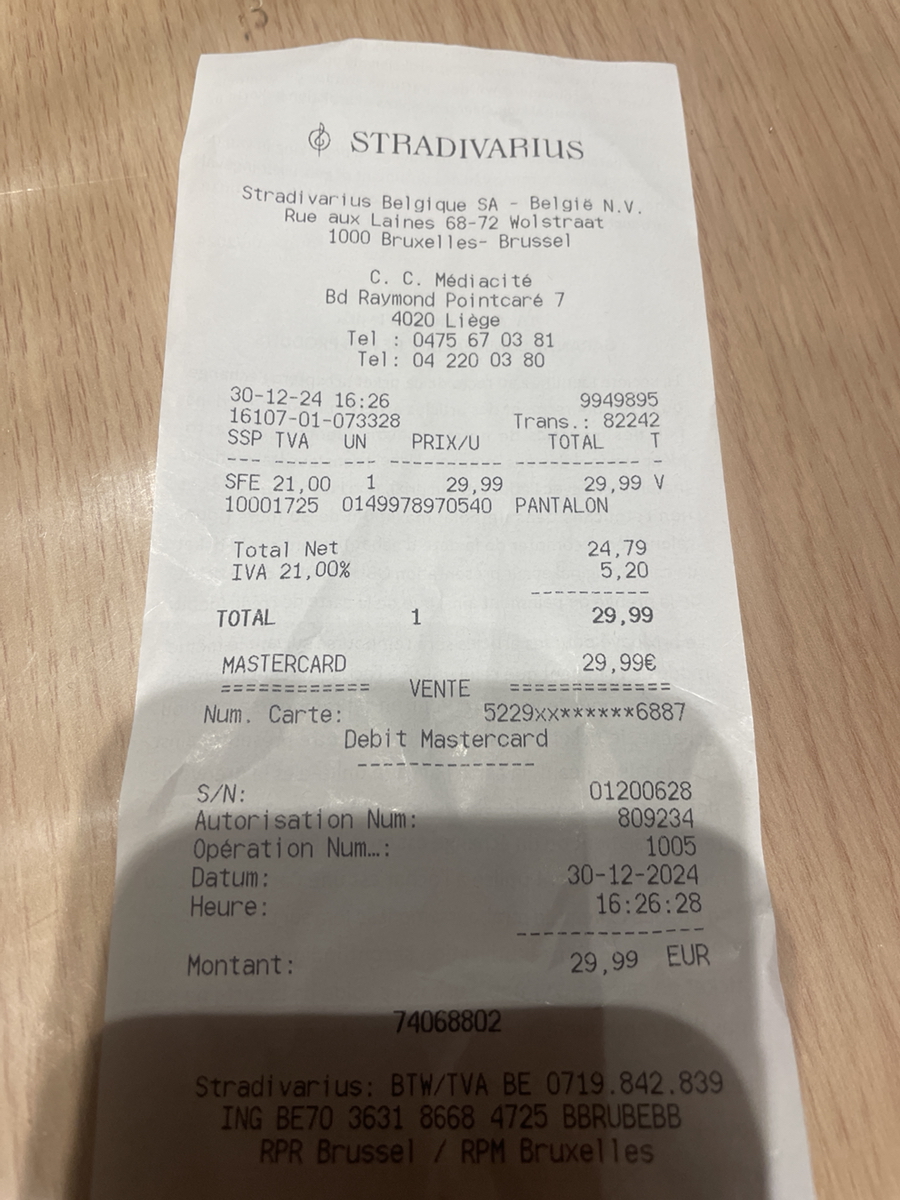 STRADIVARIUS
Stradivarius Belgique SA - België N.V.
Rue aux Laines 68-72 Wolstraat
1000 Bruxelles- Brussel
C. C. Médiacité
Bd Raymond Pointcaré 7
4020 Liège
Tel : 0475 67 03 81
Tel: 04 220 03 80
30-12-24 16:26 9949895
16107-01-073328 Trans.: 82242
SSP TVA UN PRIX/U TOTAL T
--- ----- --- ---------- ----------- -
SFE 21,00 1 29,99 29,99 V
10001725 0149978970540 PANTALON
Total Net 24,79
IVA 21,00% 5,20
----------
TOTAL 1 29,99
MASTERCARD 29,99€
============ VENTE =============
Num. Carte: 5229xx******6887
Debit Mastercard
--------------
S/N: 01200628
Autorisation Num: 809234
Opération Num…: 1005
Datum: 30-12-2024
Heure: 16:26:28
--------------
Montant: 29,99 EUR
74068802
Stradivarius: BTW/TVA BE 0719.842.839
ING BE70 3631 8668 4725 BBRUBEBB
RPR Brussel / RPM Bruxelles